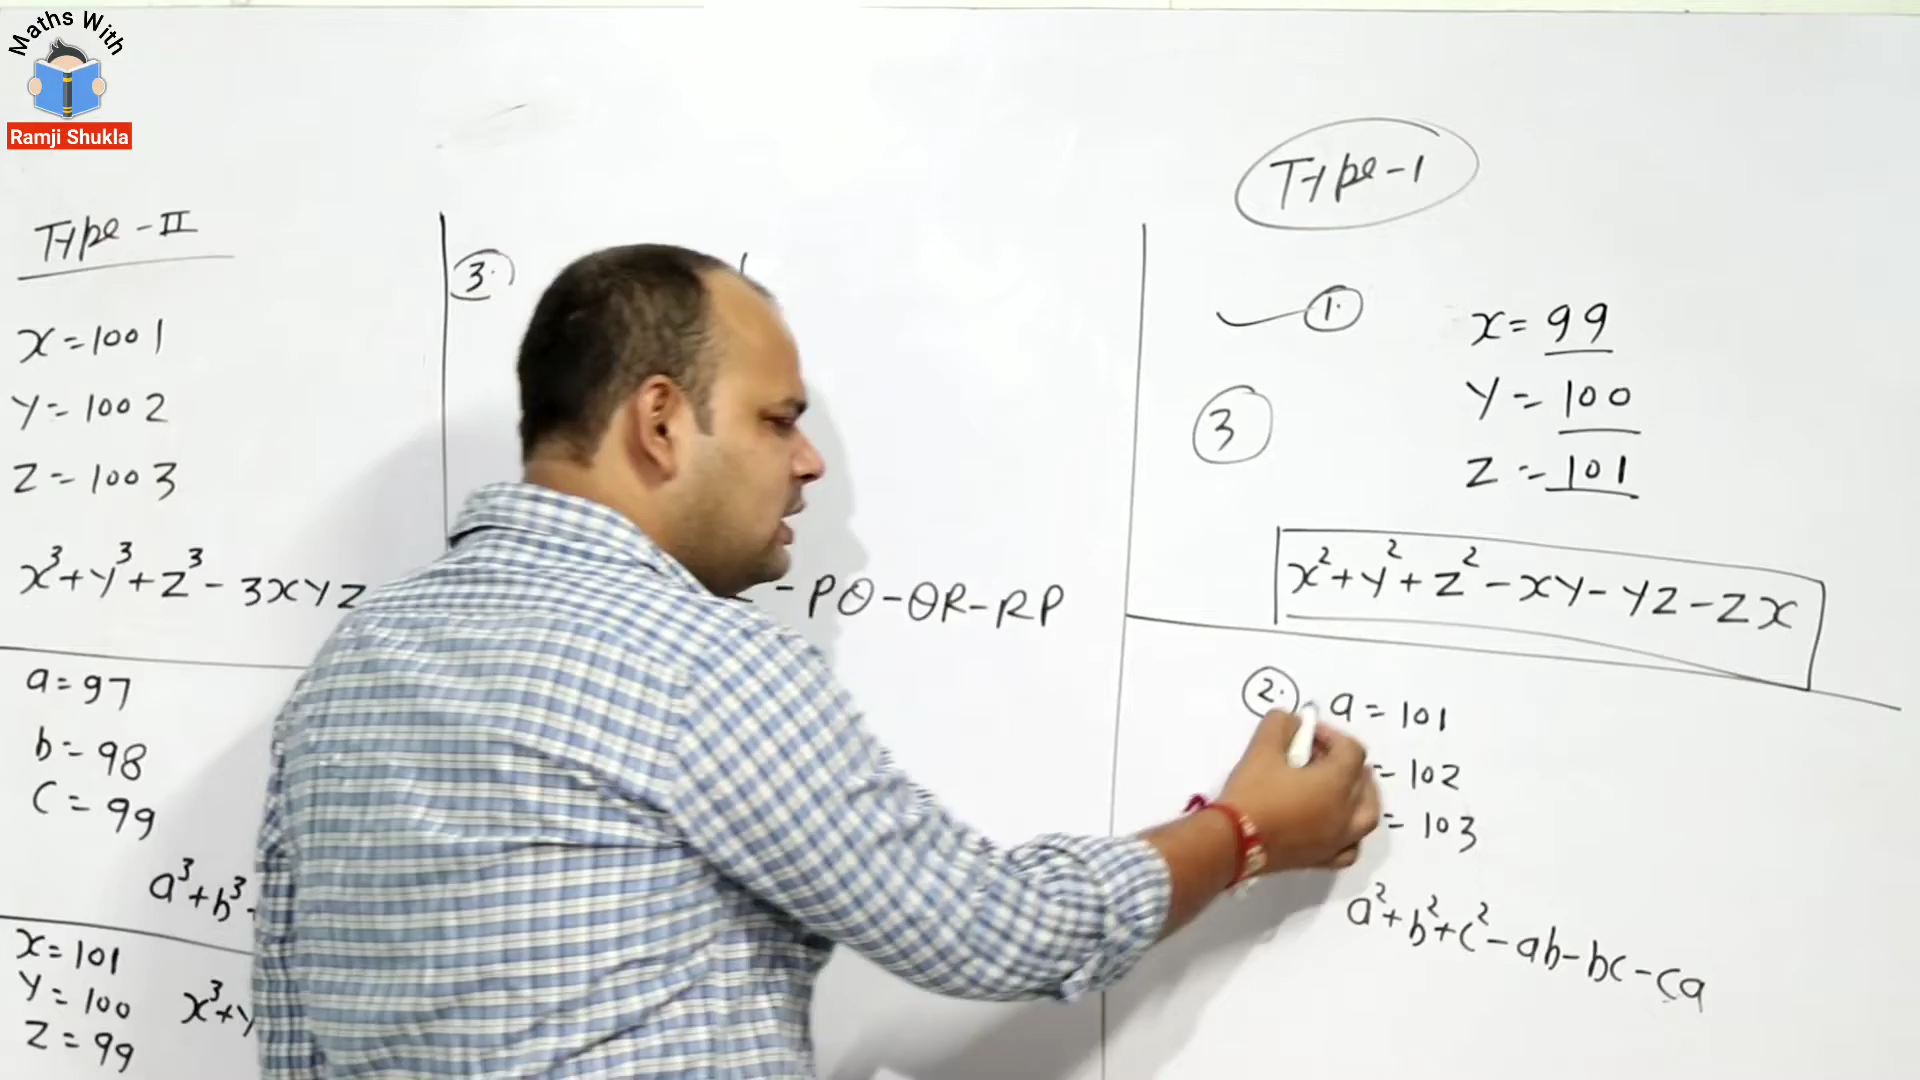 Maths With
Ramji Shukla
Type - II
x = 1001
y = 1002
z = 1003
x³+y³+z³-3xyz
a = 97
b = 98
c = 99
a³+b³
x = 101
y = 100
z = 99
x³+y
3.
-PQ-QR-RP
Type-1
1.
x = 99
y = 100
z = 101
3
x²+y²+z²-xy-yz-zx
2.
a = 101
= 102
= 103
a²+b²+c²-ab-bc-ca